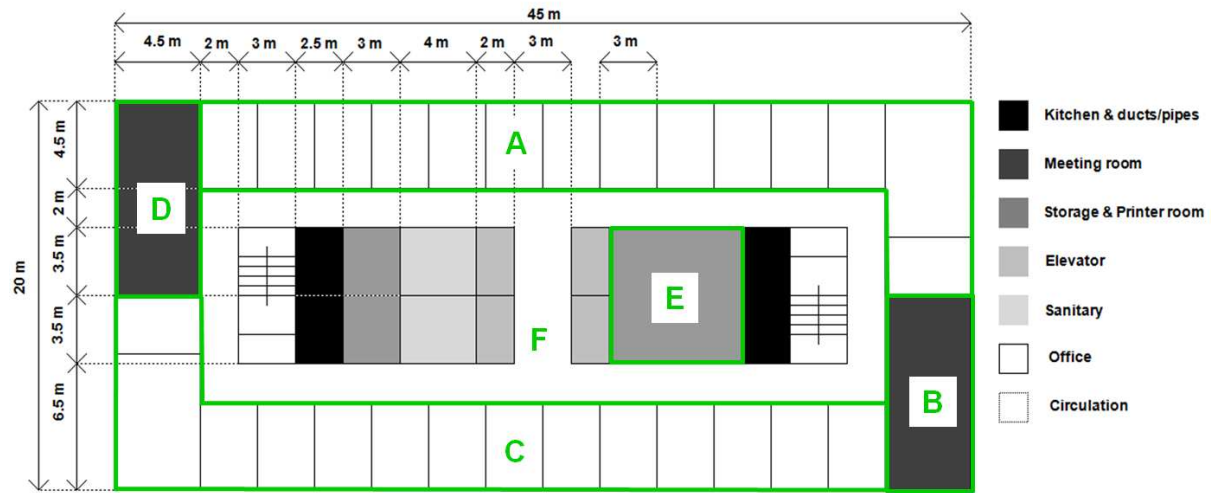 45 m
4.5 m 2 m 3 m 2.5 m 3 m 4 m 2 m 3 m 3 m
20 m
4.5 m
2 m
3.5 m
3.5 m
6.5 m
A
D
E
F
B
C
Kitchen & ducts/pipes
Meeting room
Storage & Printer room
Elevator
Sanitary
Office
Circulation